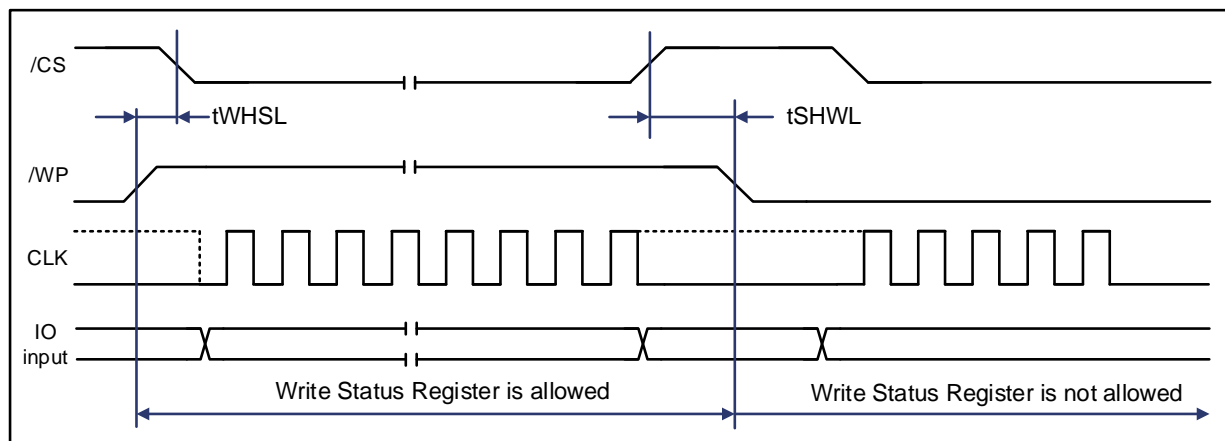 /CS
tWHSL
tSHWL
/WP
CLK
IO
input
Write Status Register is allowed
Write Status Register is not allowed